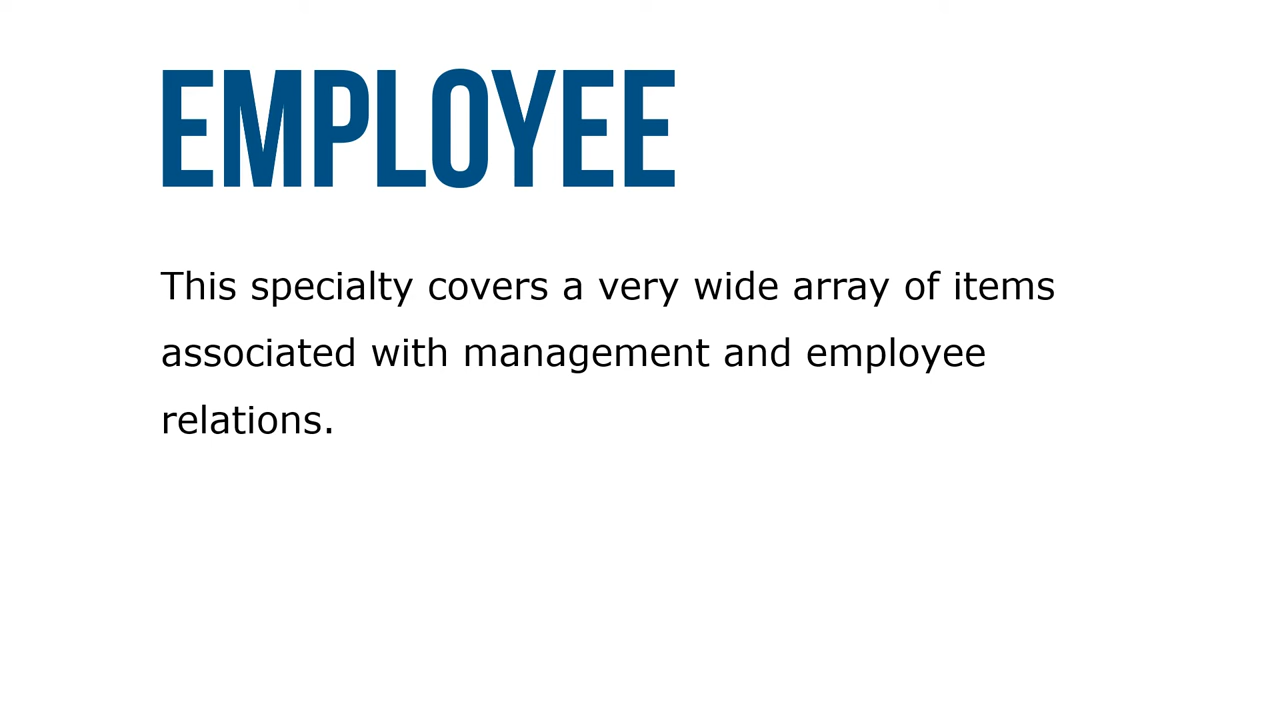 EMPLOYEE
This specialty covers a very wide array of items
associated with management and employee
relations.